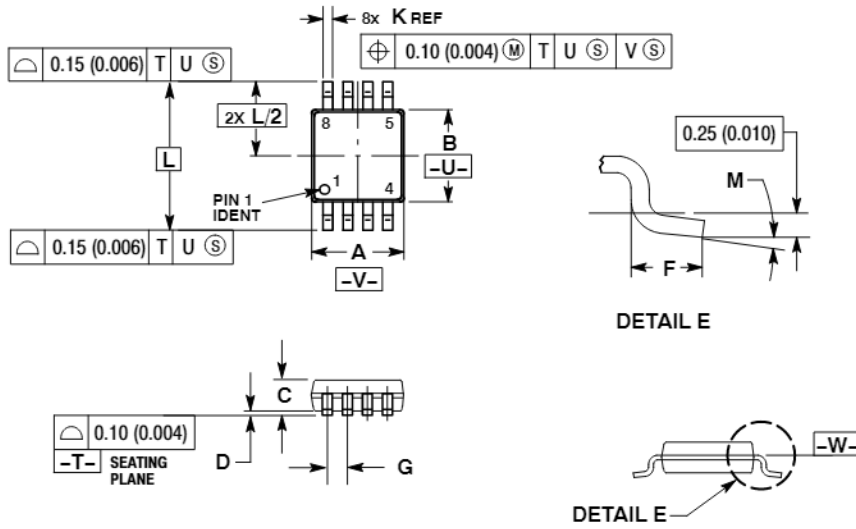 8x K REF
0.15 (0.006) T U Ⓢ
0.10 (0.004) Ⓜ T U Ⓢ V Ⓢ
2X L/2
8 5
L
B
-U-
1 4
PIN 1
IDENT
0.15 (0.006) T U Ⓢ
A
-V-
0.25 (0.010)
M
F
DETAIL E
C
0.10 (0.004)
-T- SEATING
PLANE
D
G
-W-
DETAIL E